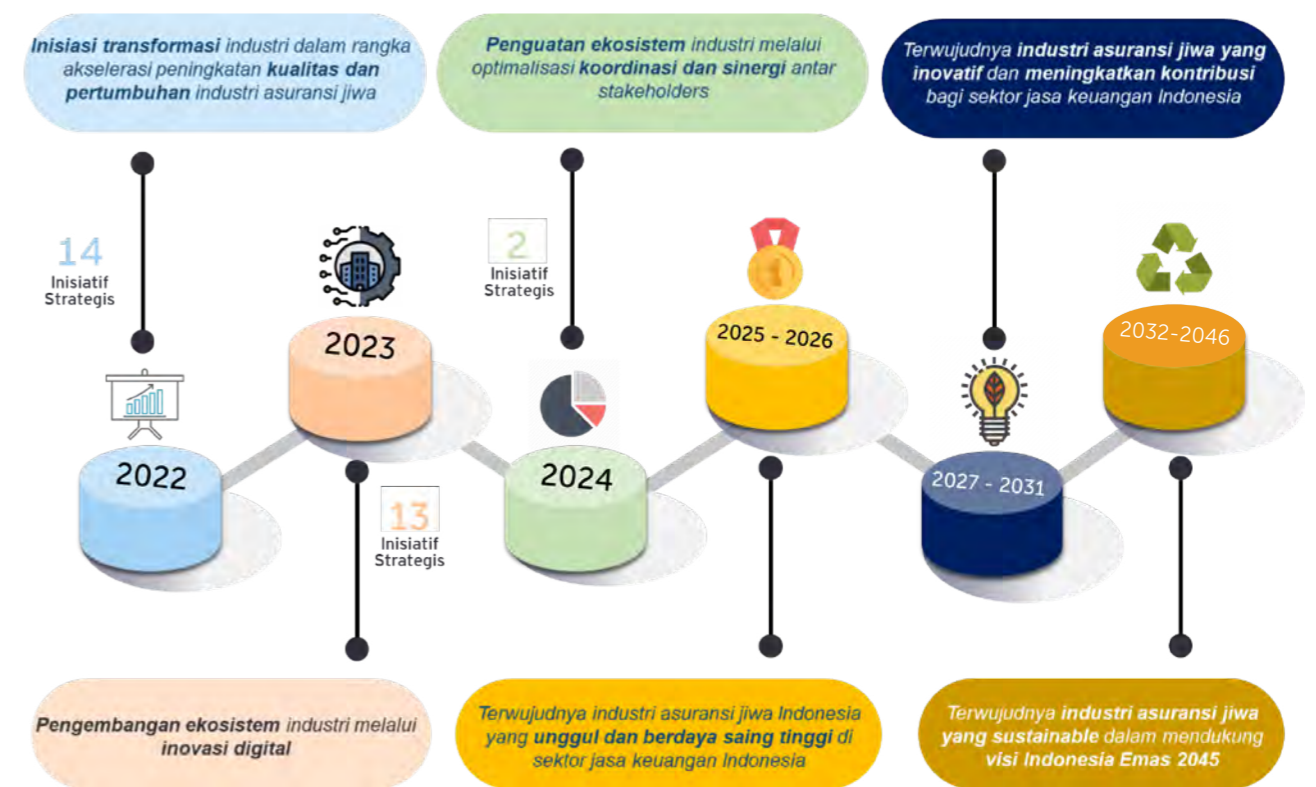 Inisiasi transformasi industri dalam rangka
akselerasi peningkatan kualitas dan
pertumbuhan industri asuransi jiwa
Penguatan ekosistem industri melalui
optimalisasi koordinasi dan sinergi antar
stakeholders
Terwujudnya industri asuransi jiwa yang
inovatif dan meningkatkan kontribusi
bagi sektor jasa keuangan Indonesia
14
Inisiatif
Strategis
2
Inisiatif
Strategis
2022
2023
2024
2025 - 2026
2027 - 2031
2032-2046
13
Inisiatif
Strategis
Pengembangan ekosistem industri melalui
inovasi digital
Terwujudnya industri asuransi jiwa Indonesia
yang unggul dan berdaya saing tinggi di
sektor jasa keuangan Indonesia
Terwujudnya industri asuransi jiwa
yang sustainable dalam mendukung
visi Indonesia Emas 2045